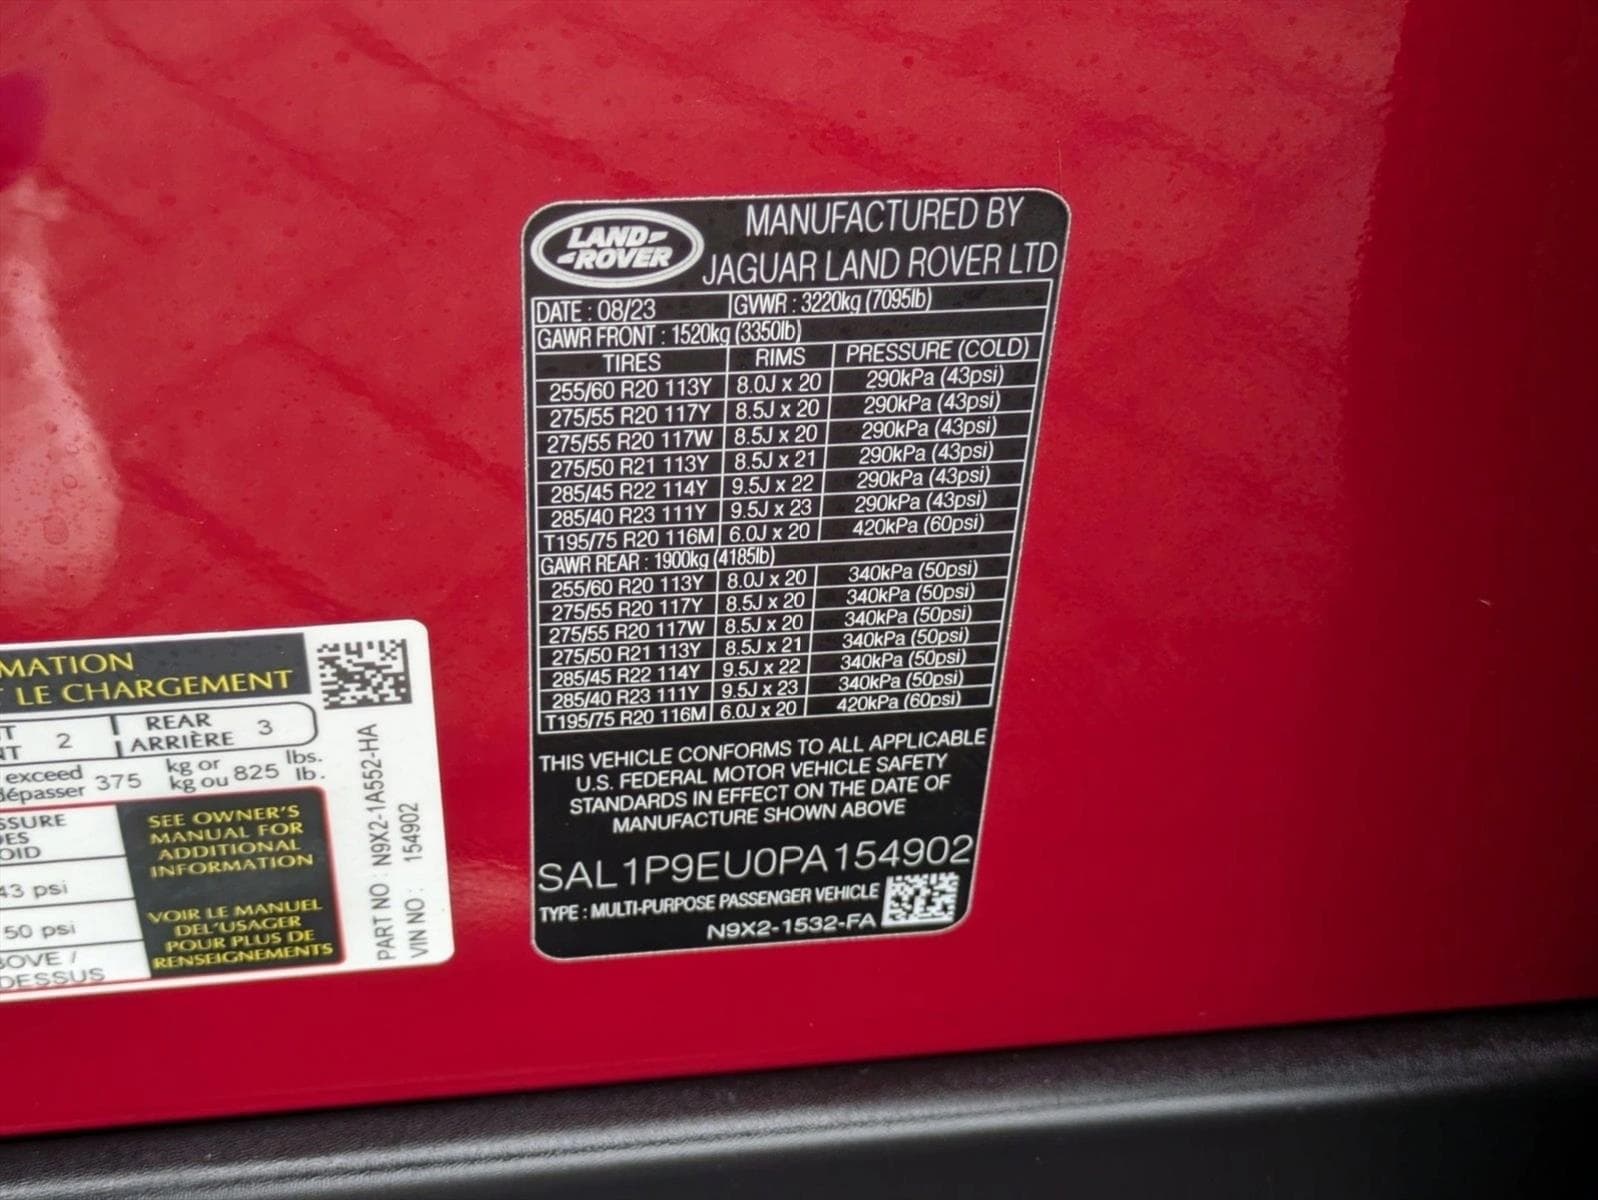 LAND-
-ROVER
MANUFACTURED BY
JAGUAR LAND ROVER LTD
DATE : 08/23 GVWR : 3220kg (7095lb)
GAWR FRONT : 1520kg (3350lb)
TIRES RIMS PRESSURE (COLD)
255/60 R20 113Y 8.0J x 20 290kPa (43psi)
275/55 R20 117Y 8.5J x 20 290kPa (43psi)
275/55 R20 117W 8.5J x 20 290kPa (43psi)
275/50 R21 113Y 8.5J x 21 290kPa (43psi)
285/45 R22 114Y 9.5J x 22 290kPa (43psi)
285/40 R23 111Y 9.5J x 23 290kPa (43psi)
T195/75 R20 116M 6.0J x 20 420kPa (60psi)
GAWR REAR : 1900kg (4185lb)
255/60 R20 113Y 8.0J x 20 340kPa (50psi)
275/55 R20 117Y 8.5J x 20 340kPa (50psi)
275/55 R20 117W 8.5J x 20 340kPa (50psi)
275/50 R21 113Y 8.5J x 21 340kPa (50psi)
285/45 R22 114Y 9.5J x 22 340kPa (50psi)
285/40 R23 111Y 9.5J x 23 340kPa (50psi)
T195/75 R20 116M 6.0J x 20 420kPa (60psi)
THIS VEHICLE CONFORMS TO ALL APPLICABLE
U.S. FEDERAL MOTOR VEHICLE SAFETY
STANDARDS IN EFFECT ON THE DATE OF
MANUFACTURE SHOWN ABOVE
SAL1P9EU0PA154902
TYPE : MULTI-PURPOSE PASSENGER VEHICLE
N9X2-1532-FA
MATION
T LE CHARGEMENT
T 2 REAR 3
NT ARRIÈRE
exceed 375 kg or 825 lbs.
dépasser kg ou lb.
SSURE
DES
OID
43 psi
50 psi
BOVE /
DESSUS
SEE OWNER'S
MANUAL FOR
ADDITIONAL
INFORMATION
VOIR LE MANUEL
DEL'USAGER
POUR PLUS DE
RENSEIGNEMENTS
PART NO : N9X2-1A552-HA
VIN NO : 154902